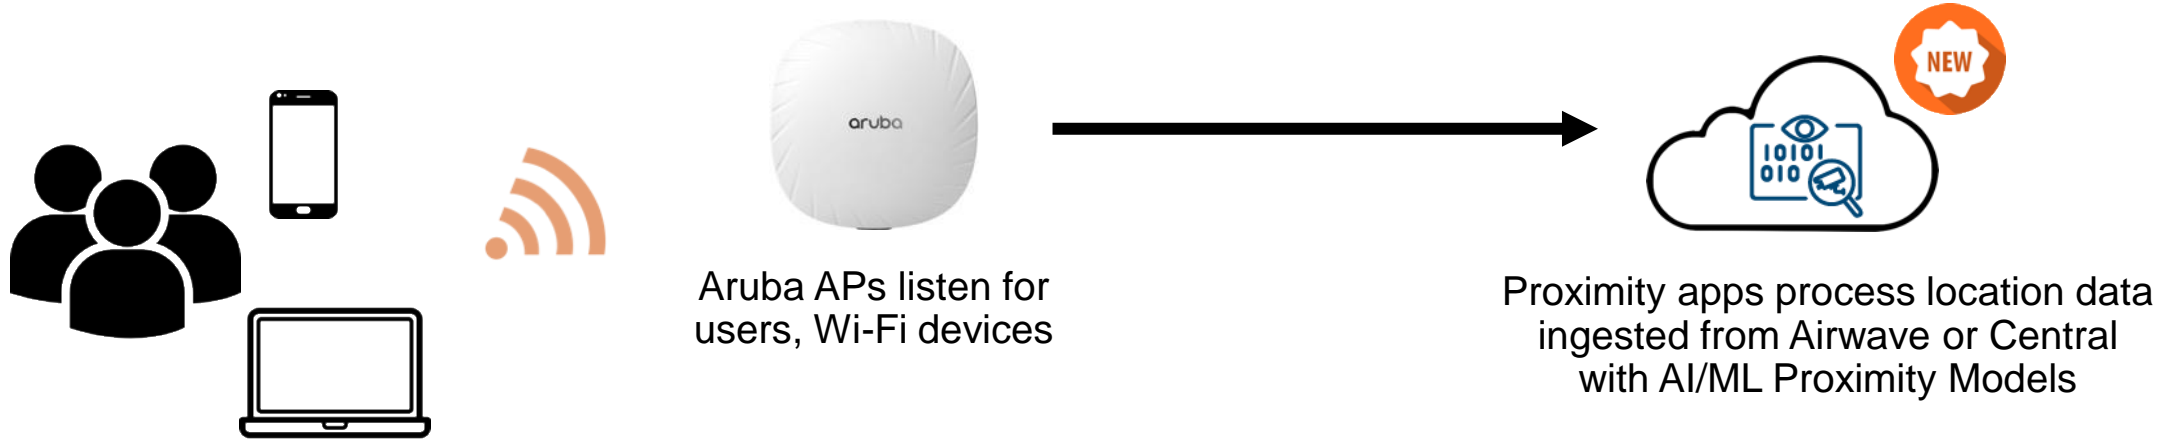 NEW
aruba
10101
010
Aruba APs listen for
users, Wi-Fi devices
Proximity apps process location data
ingested from Airwave or Central
with AI/ML Proximity Models